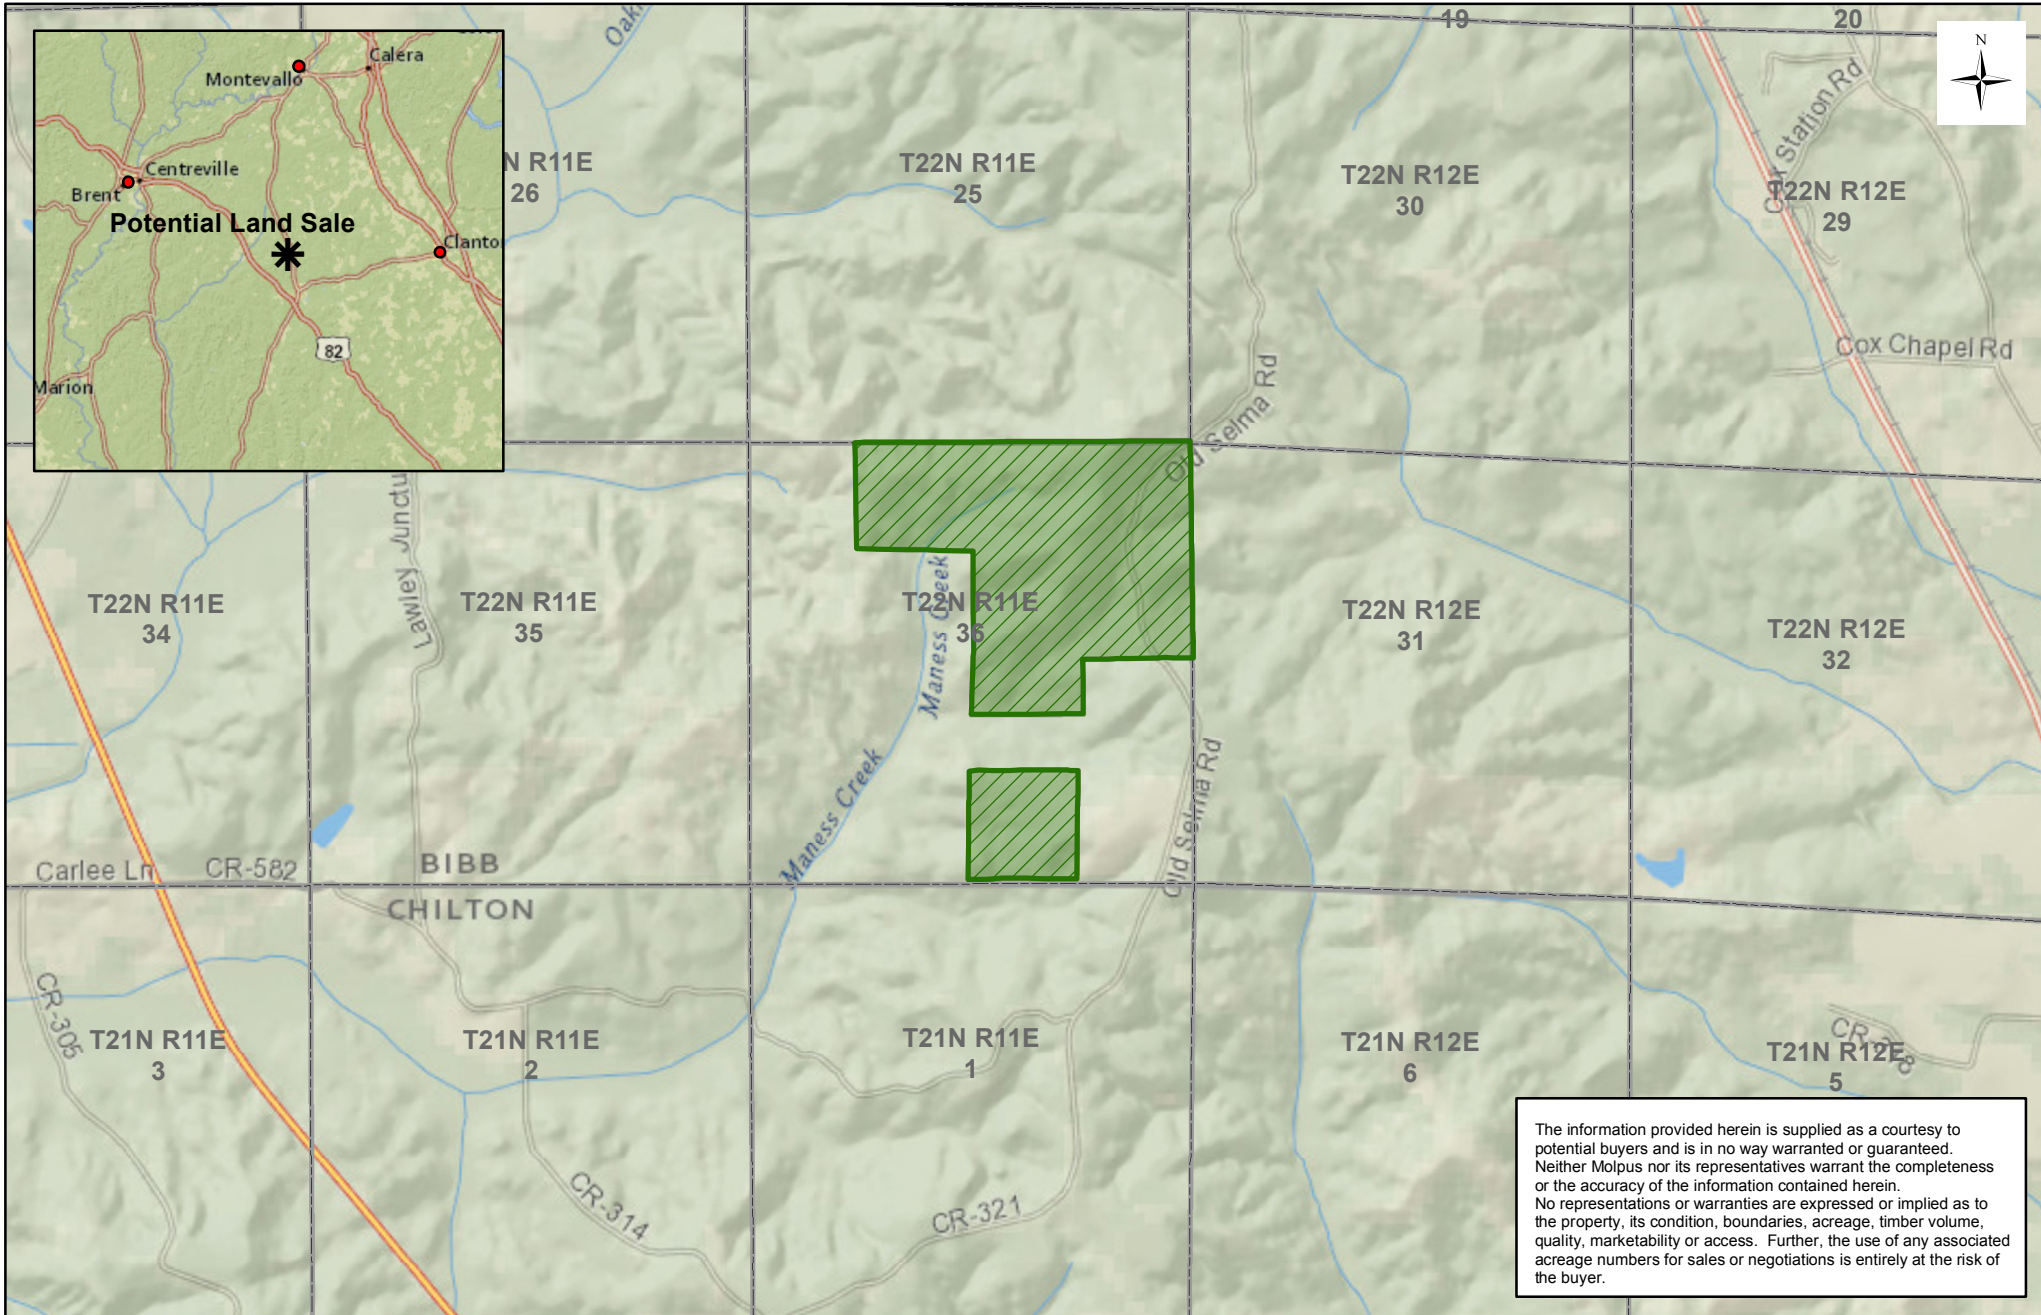 Montevallo
Calera
Centreville
Brent
Potential Land Sale
Clanto
82
Marion
19
20
N
N R11E
26
T22N R11E
25
T22N R12E
30
T22N R12E
29
Station Rd
Cox Chapel Rd
Old Selma Rd
Lawley Junctu
T22N R11E
34
T22N R11E
35
Maness Creek
T22N R11E
36
T22N R12E
31
T22N R12E
32
Maness Creek
Old Selma Rd
Carlee Ln
CR-582
BIBB
CHILTON
CR-305
T21N R11E
3
T21N R11E
2
T21N R11E
1
T21N R12E
6
T21N R12E
5
CR-314
CR-321
The information provided herein is supplied as a courtesy to
potential buyers and is in no way warranted or guaranteed.
Neither Molpus nor its representatives warrant the completeness
or the accuracy of the information contained herein.
No representations or warranties are expressed or implied as to
the property, its condition, boundaries, acreage, timber volume,
quality, marketability or access.  Further, the use of any associated
acreage numbers for sales or negotiations is entirely at the risk of
the buyer.